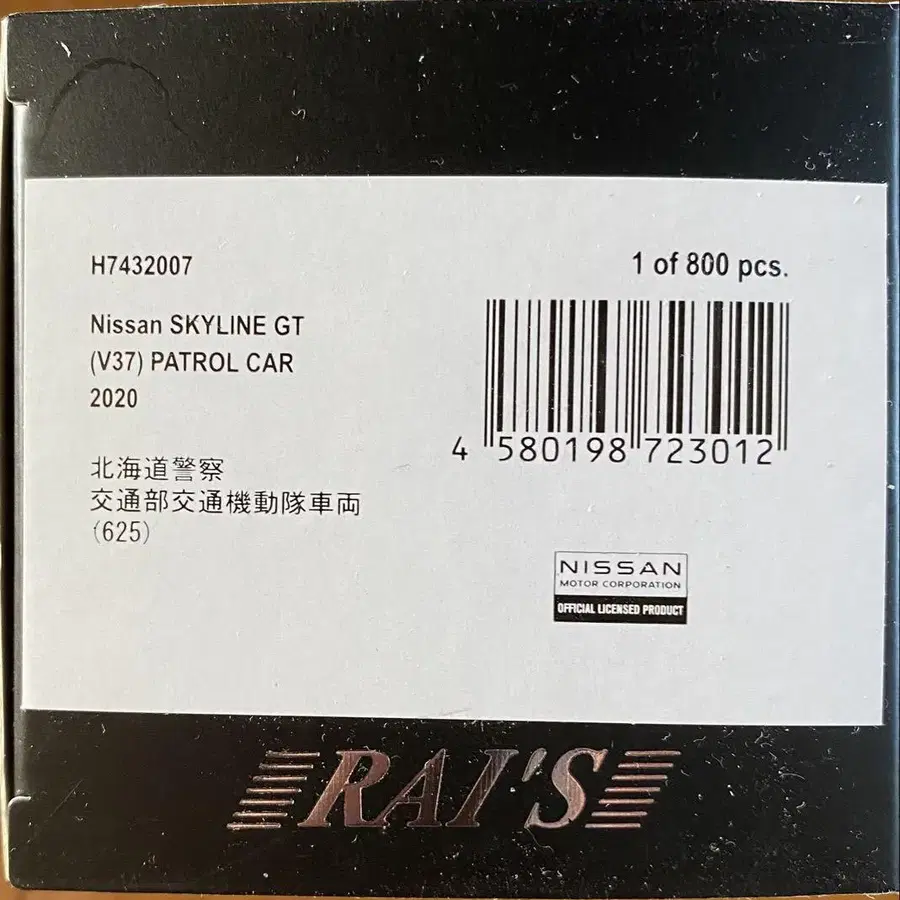 H7432007
1 of 800 pcs.
Nissan SKYLINE GT
(V37) PATROL CAR
2020
4 580198 723012
北海道警察
交通部交通機動隊車両
(625)
NISSAN
MOTOR CORPORATION
OFFICIAL LICENSED PRODUCT
RAI'S